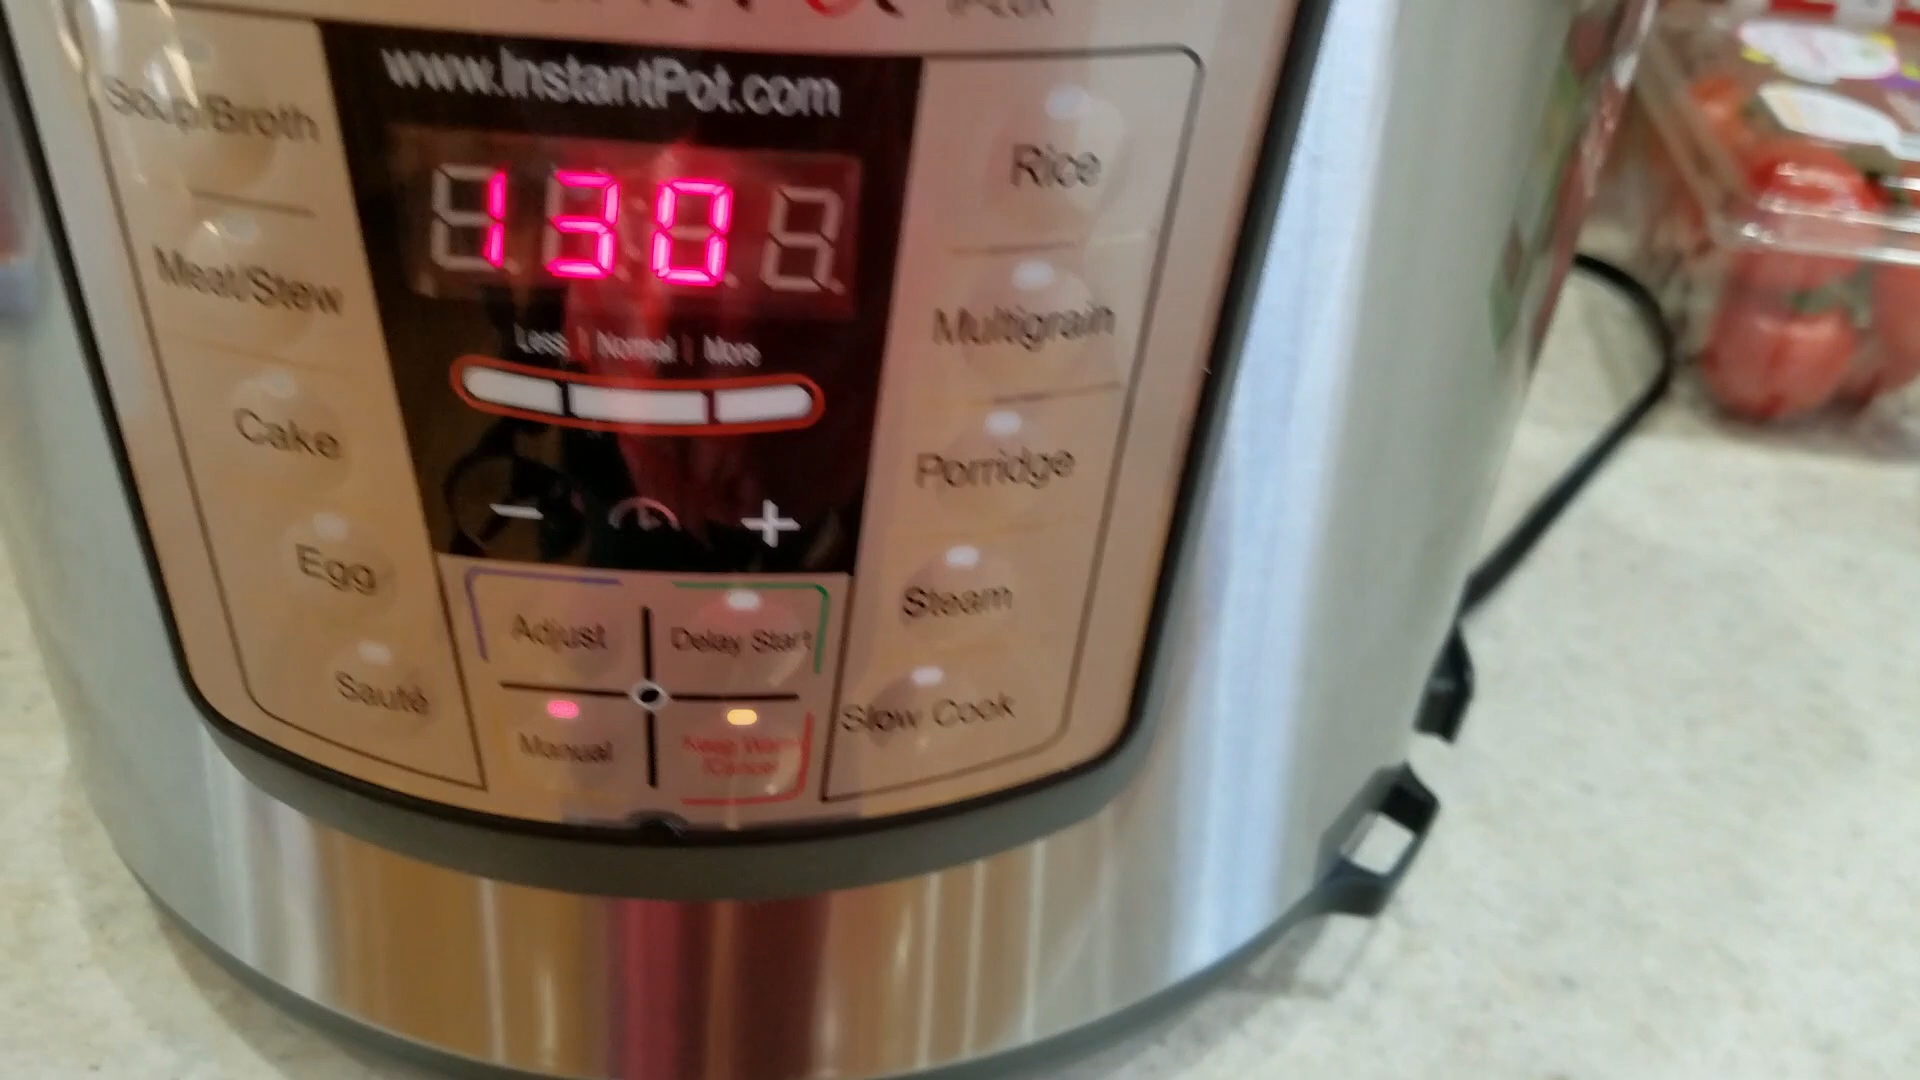 www.InstantPot.com
130
Less | Normal | More
− +
Soup/Broth
Meat/Stew
Cake
Egg
Sauté
Rice
Multigrain
Porridge
Steam
Slow Cook
Adjust
Delay Start
Manual
Keep Warm
/Cancel